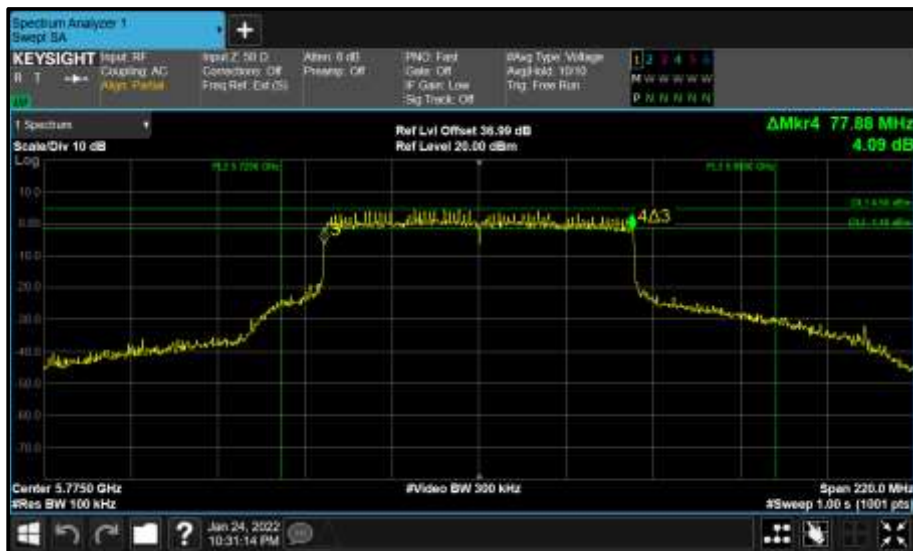 Spectrum Analyzer 1
Swept SA
+
KEYSIGHT
R T
Input: RF
Coupling: AC
Align: Partial
Input Z: 50 Ω
Corrections: Off
Freq Ref: Ext (S)
Atten: 6 dB
Preamp: Off
PNO: Fast
Gate: Off
IF Gain: Low
Sig Track: Off
#Avg Type: Voltage
Avg|Hold: 10/10
Trig: Free Run
1 2 3 4 5 6
M W W W W W
P N N N N N
1 Spectrum
Scale/Div 10 dB
Log
Ref Lvl Offset 36.99 dB
Ref Level 20.00 dBm
ΔMkr4 77.88 MHz
4.09 dB
10.0
0.00
-10.0
-20.0
-30.0
-40.0
-50.0
-60.0
-70.0
3
4Δ3
Center 5.7750 GHz
#Res BW 100 kHz
#Video BW 300 kHz
Span 220.0 MHz
#Sweep 1.00 s (1001 pts)
?
Jan 24, 2022
10:31:14 PM